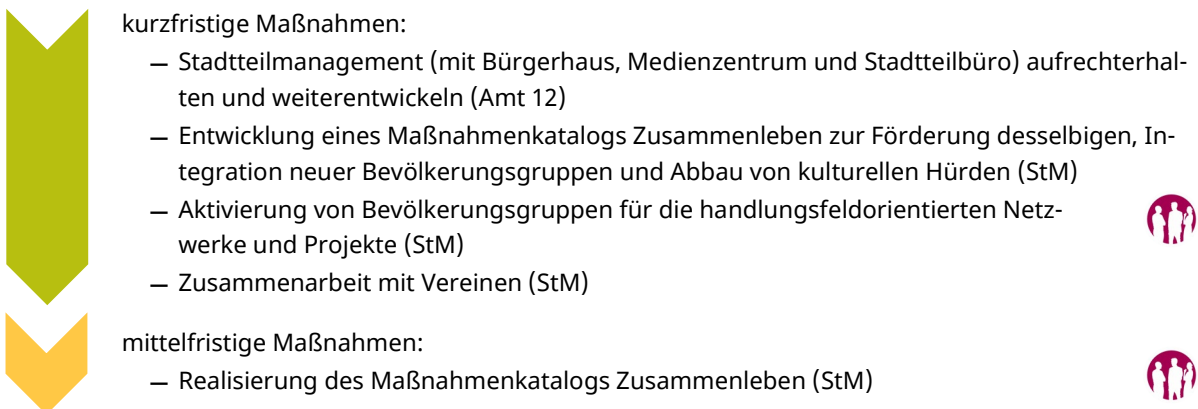 kurzfristige Maßnahmen:
— Stadtteilmanagement (mit Bürgerhaus, Medienzentrum und Stadtteilbüro) aufrechterhal-
ten und weiterentwickeln (Amt 12)
— Entwicklung eines Maßnahmenkatalogs Zusammenleben zur Förderung desselbigen, In-
tegration neuer Bevölkerungsgruppen und Abbau von kulturellen Hürden (StM)
— Aktivierung von Bevölkerungsgruppen für die handlungsfeldorientierten Netz-
werke und Projekte (StM)
— Zusammenarbeit mit Vereinen (StM)
mittelfristige Maßnahmen:
— Realisierung des Maßnahmenkatalogs Zusammenleben (StM)